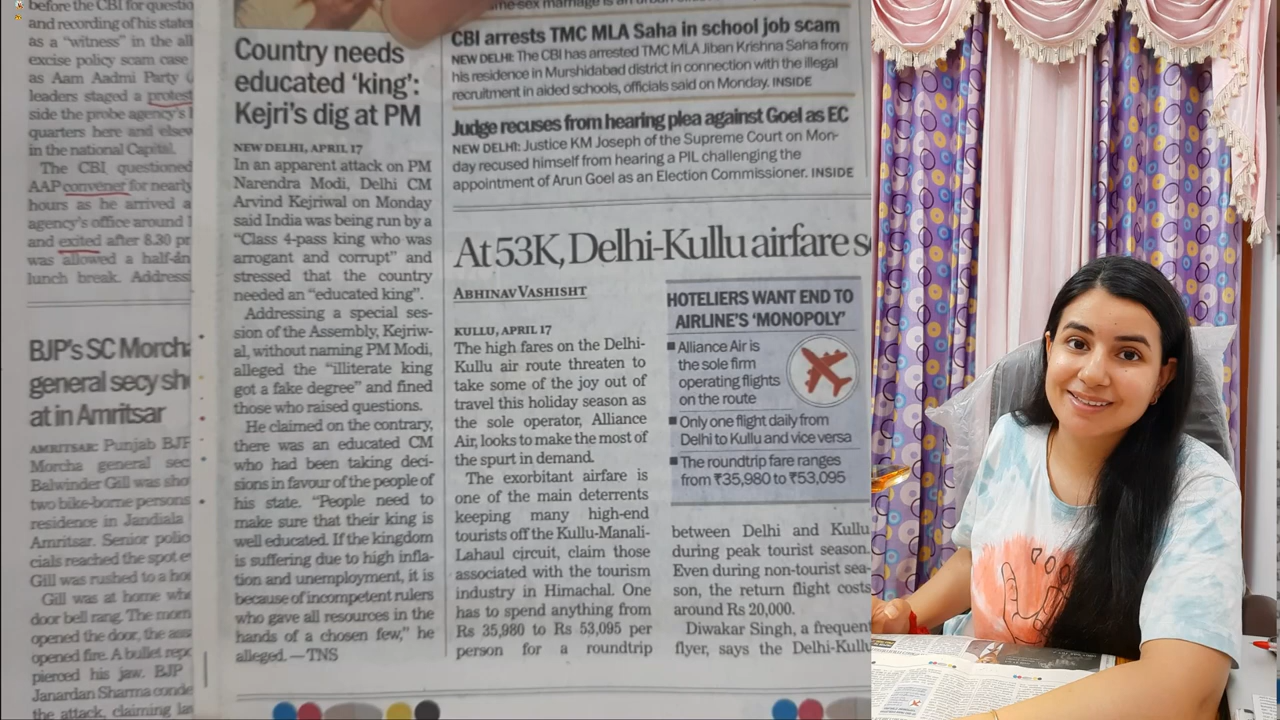 before the CBI for questio
and recording of his state
as a "witness" in the all
excise policy scam case
as Aam Aadmi Party
leaders staged a protest
side the probe agency's
quarters here and elsew
in the national Capital.
The CBI questioned
AAP convener for nearly
hours as he arrived a
agency's office around
and exited after 8.30 pr
was allowed a half-an
lunch break. Addressi
BJP's SC Morcha
general secy sh
at in Amritsar
AMRITSAR: Punjab BJP
Morcha general sec
Balwinder Gill was sho
two bike-borne persons
residence in Jandiala
Amritsar. Senior polic
cials reached the spot e
Gill was rushed to a ho
Gill was at home whe
door bell rang. The mom
opened the door, the ass
opened fire. A bullet rep
pierced his jaw. BJP
Janardan Sharma conde
the attack, claiming
Country needs
educated 'king':
Kejri's dig at PM
NEW DELHI, APRIL 17
In an apparent attack on PM
Narendra Modi, Delhi CM
Arvind Kejriwal on Monday
said India was being run by a
"Class 4-pass king who was
arrogant and corrupt" and
stressed that the country
needed an "educated king".
Addressing a special ses-
sion of the Assembly, Kejriw-
al, without naming PM Modi,
alleged the "illiterate king
got a fake degree" and fined
those who raised questions.
He claimed on the contrary,
there was an educated CM
who had been taking deci-
sions in favour of the people of
his state. "People need to
make sure that their king is
well educated. If the kingdom
is suffering due to high infla-
tion and unemployment, it is
because of incompetent rulers
who gave all resources in the
hands of a chosen few," he
alleged. — TNS
me-sex marriage is an urban
CBI arrests TMC MLA Saha in school job scam
NEW DELHI: The CBI has arrested TMC MLA Jiban Krishna Saha from
his residence in Murshidabad district in connection with the illegal
recruitment in aided schools, officials said on Monday. INSIDE
Judge recuses from hearing plea against Goel as EC
NEW DELHI: Justice KM Joseph of the Supreme Court on Mon-
day recused himself from hearing a PIL challenging the
appointment of Arun Goel as an Election Commissioner. INSIDE
At 53K, Delhi-Kullu airfare s
ABHINAV VASHISHT
KULLU, APRIL 17
The high fares on the Delhi-
Kullu air route threaten to
take some of the joy out of
travel this holiday season as
the sole operator, Alliance
Air, looks to make the most of
the spurt in demand.
The exorbitant airfare is
one of the main deterrents
keeping many high-end
tourists off the Kullu-Manali-
Lahaul circuit, claim those
associated with the tourism
industry in Himachal. One
has to spend anything from
Rs 35,980 to Rs 53,095 per
person for a roundtrip
HOTELIERS WANT END TO
AIRLINE'S 'MONOPOLY'
Alliance Air is
the sole firm
operating flights
on the route
Only one flight daily from
Delhi to Kullu and vice versa
The roundtrip fare ranges
from ₹35,980 to ₹53,095
between Delhi and Kullu
during peak tourist season.
Even during non-tourist sea-
son, the return flight costs
around Rs 20,000.
Diwakar Singh, a frequen
flyer, says the Delhi-Kullu